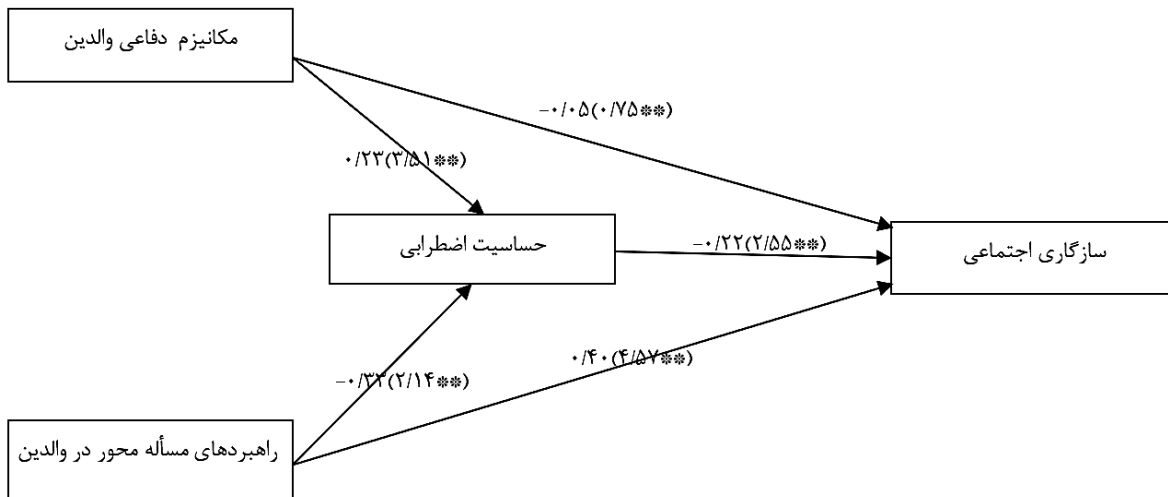 مکانیزم دفاعی والدین
-۰/۰۵(۰/۷۵**)
۰/۲۳(۳/۵۱**)
حساسیت اضطرابی
-۰/۲۲(۲/۵۵**)
سازگاری اجتماعی
۰/۴۰(۴/۵۷**)
-۰/۳۳(۲/۱۴**)
راهبردهای مسأله محور در والدین